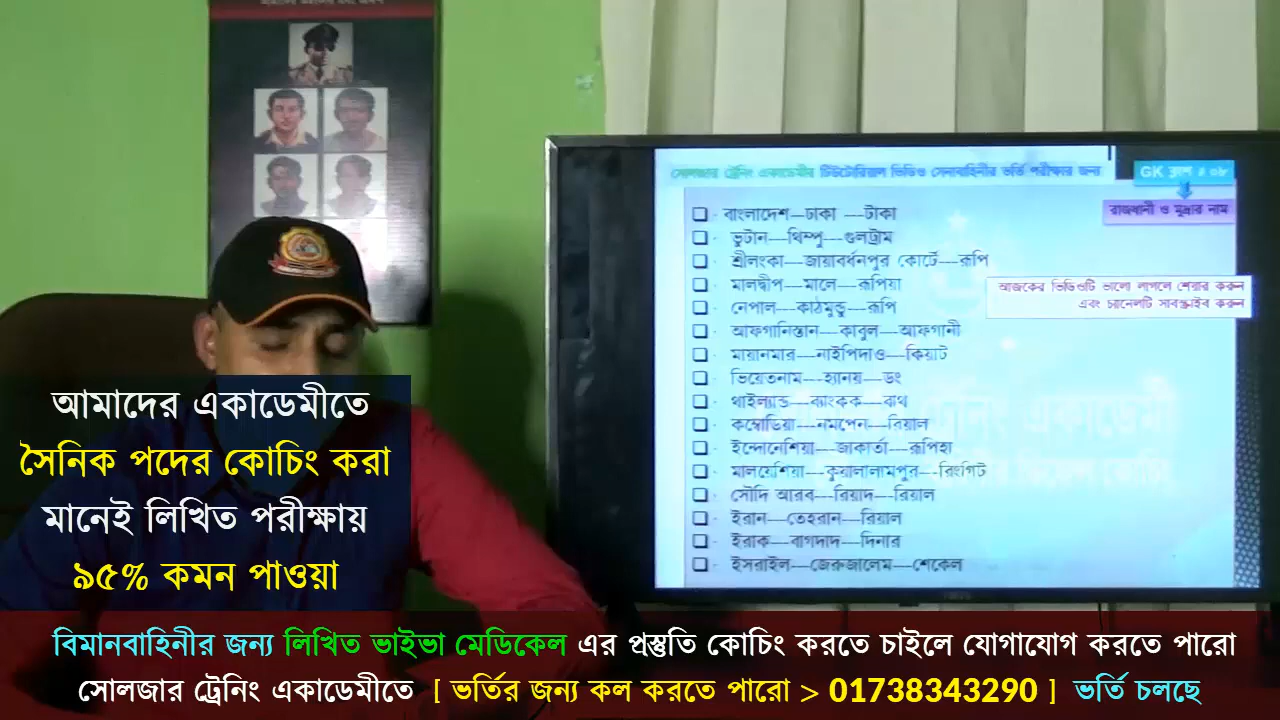 সোলজার ট্রেনিং একাডেমীর টিউটোরিয়াল ভিডিও সেনাবাহিনীর ভর্তি পরীক্ষার জন্য
GK ক্লাশ # ০৮
রাজধানী ও মুদ্রার নাম
বাংলাদেশ—ঢাকা ---টাকা
ভুটান---থিম্পু---গুলট্রাম
শ্রীলংকা---জায়াবর্ধনপুর কোর্টে---রূপি
মালদ্বীপ---মালে---রূপিয়া
নেপাল---কাঠমুন্ডু---রূপি
আফগানিস্তান---কাবুল---আফগানী
মায়ানমার---নাইপিদাও---কিয়াট
ভিয়েতনাম---হ্যানয়---ডং
থাইল্যান্ড---ব্যাংকক---বাথ
কম্বোডিয়া---নমপেন---রিয়াল
ইন্দোনেশিয়া---জাকার্তা---রূপিহা
মালয়েশিয়া---কুয়ালালামপুর--রিংগিট
সৌদি আরব---রিয়াদ---রিয়াল
ইরান---তেহরান---রিয়াল
ইরাক---বাগদাদ---দিনার
ইসরাইল---জেরুজালেম---শেকেল
আজকের ভিডিওটি ভালো লাগলে শেয়ার করুন
এবং চ্যানেলটি সাবস্ক্রাইব করুন
আমাদের একাডেমীতে
সৈনিক পদের কোচিং করা
মানেই লিখিত পরীক্ষায়
৯৫% কমন পাওয়া
বিমানবাহিনীর জন্য লিখিত ভাইভা মেডিকেল এর প্রস্তুতি কোচিং করতে চাইলে যোগাযোগ করতে পারো
সোলজার ট্রেনিং একাডেমীতে [ ভর্তির জন্য কল করতে পারো > 01738343290 ] ভর্তি চলছে